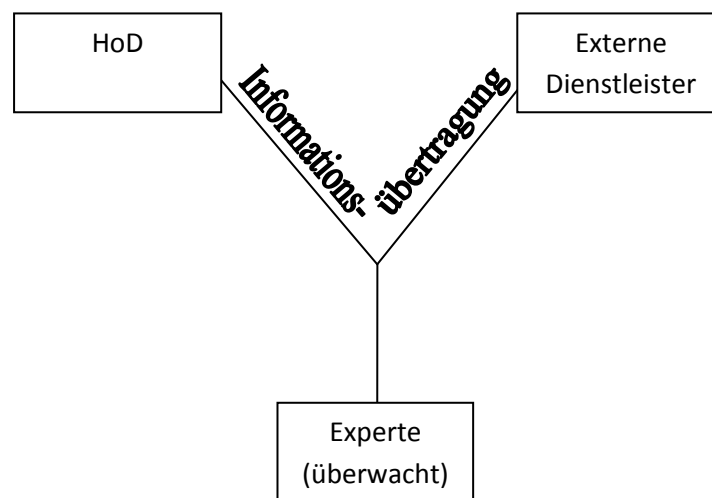 HoD
Informations-
übertragung
Externe
Dienstleister
Experte
(überwacht)